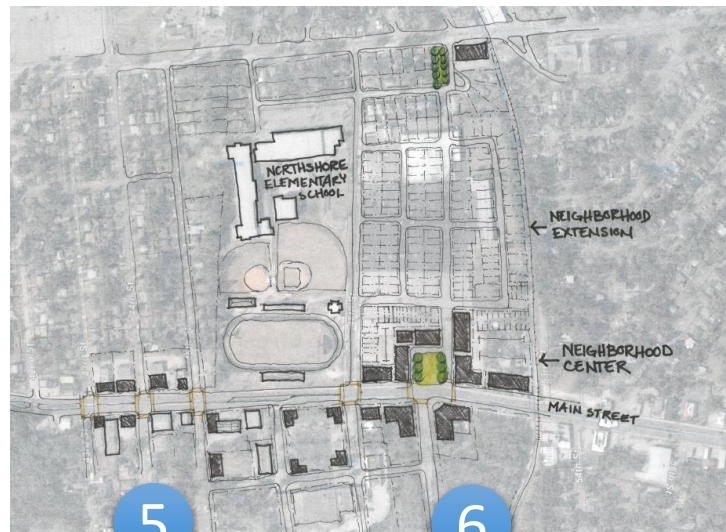 NORTHSHORE
ELEMENTARY
SCHOOL
NEIGHBORHOOD
EXTENSION
NEIGHBORHOOD
CENTER
MAIN STREET
5
6